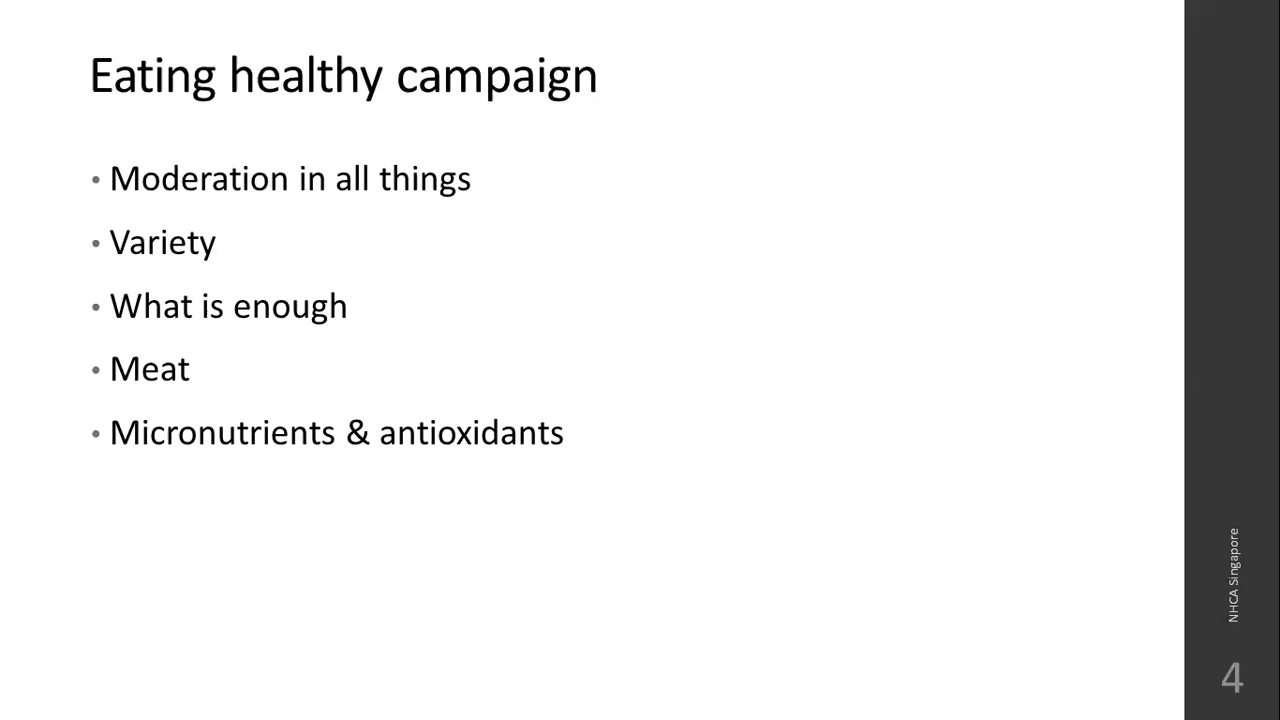 Eating healthy campaign
• Moderation in all things
• Variety
• What is enough
• Meat
• Micronutrients & antioxidants
NHCA Singapore
4